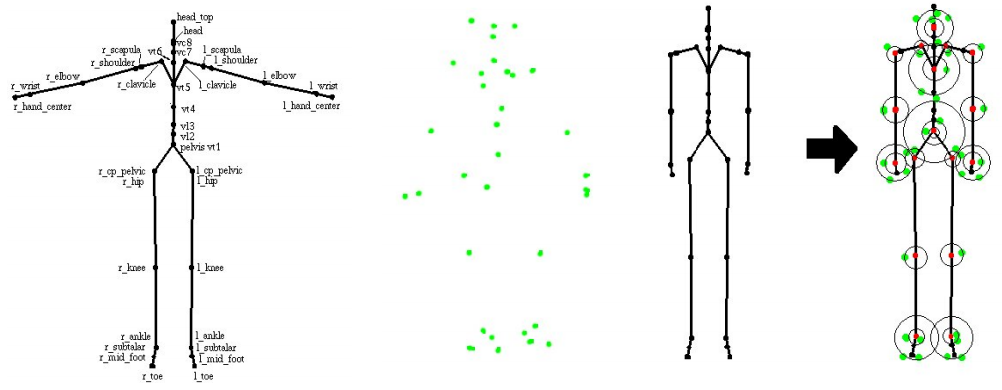 head_top
head
vc8
r_scapula vt6 vc7 l_scapula
r_shoulder l_shoulder
r_elbow l_elbow
r_clavicle l_clavicle
r_wrist vt5 l_wrist
r_hand_center l_hand_center
vt4
vl3
vl2
pelvis vt1
r_cp_pelvic l_cp_pelvic
r_hip l_hip
r_knee l_knee
r_ankle l_ankle
r_subtalar l_subtalar
r_mid_foot l_mid_foot
r_toe l_toe